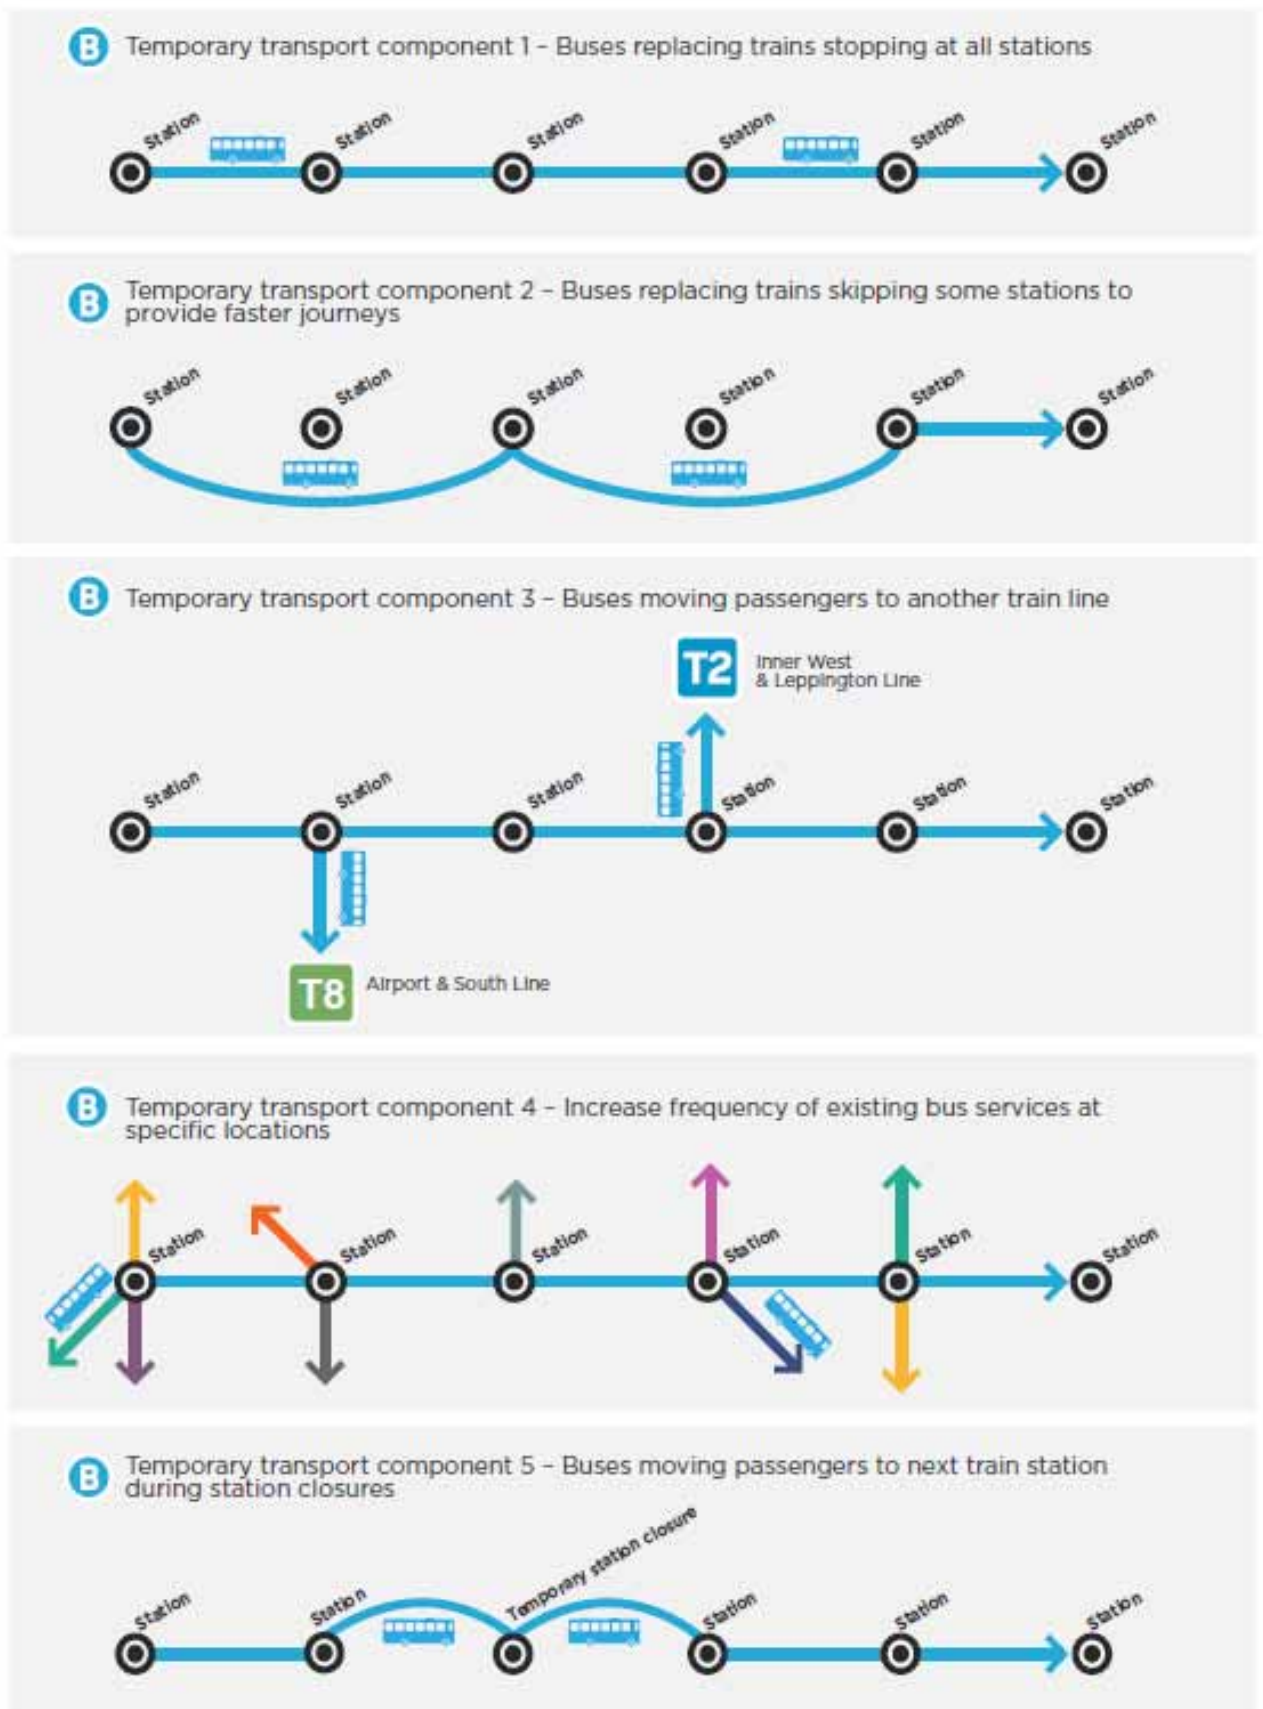 B Temporary transport component 1 – Buses replacing trains stopping at all stations
Station Station Station Station Station Station
B Temporary transport component 2 – Buses replacing trains skipping some stations to
provide faster journeys
Station Station Station Station Station Station
B Temporary transport component 3 – Buses moving passengers to another train line
T2 Inner West
& Leppington Line
Station Station Station Station Station Station
T8 Airport & South Line
B Temporary transport component 4 – Increase frequency of existing bus services at
specific locations
Station Station Station Station Station Station
B Temporary transport component 5 – Buses moving passengers to next train station
during station closures
Station Station Temporary station closure Station Station Station